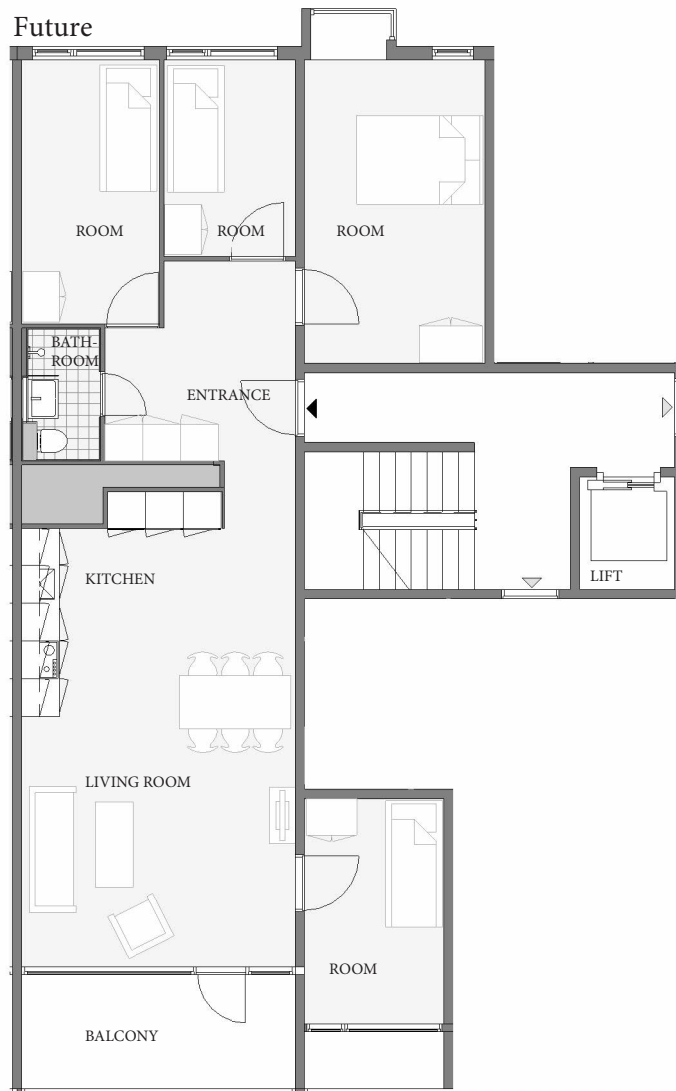 Future
ROOM
ROOM
ROOM
BATH-
ROOM
ENTRANCE
KITCHEN
LIFT
LIVING ROOM
ROOM
BALCONY